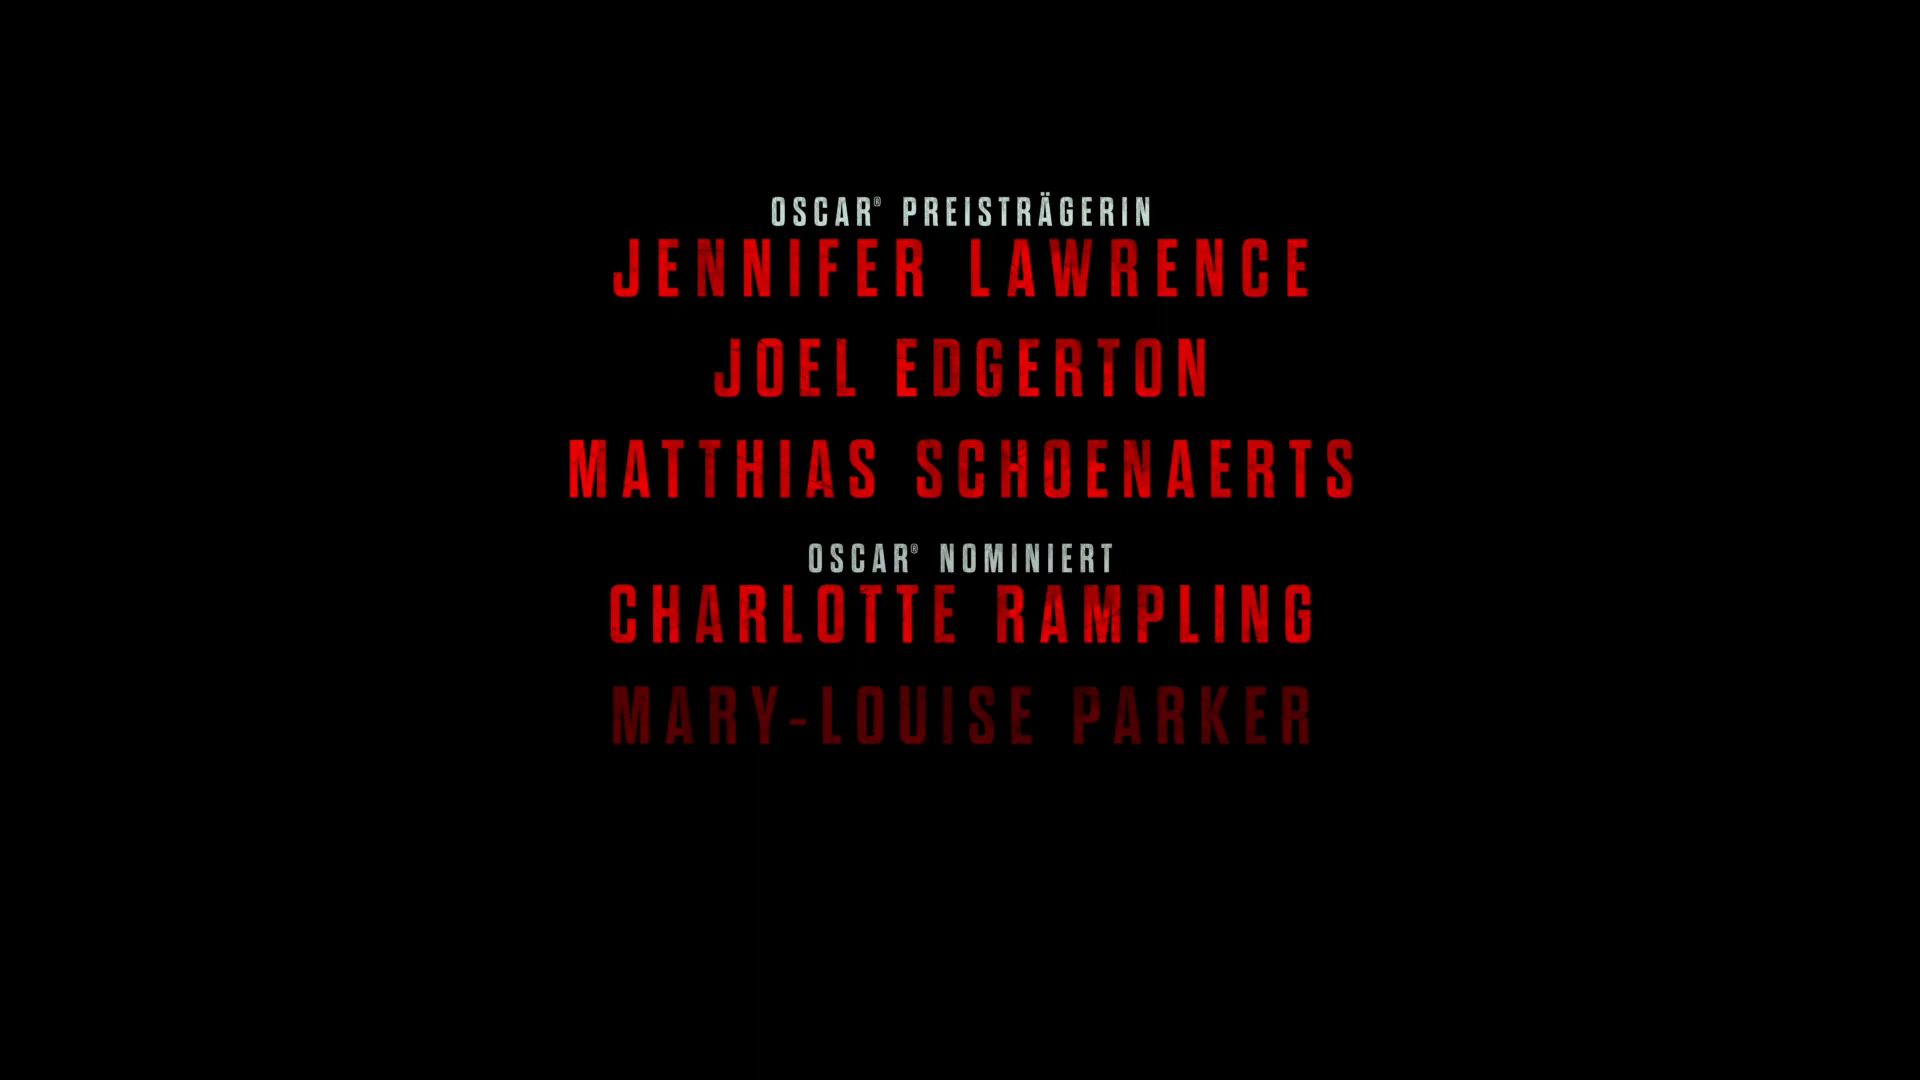 OSCAR® PREISTRÄGERIN
JENNIFER LAWRENCE
JOEL EDGERTON
MATTHIAS SCHOENAERTS
OSCAR® NOMINIERT
CHARLOTTE RAMPLING
MARY-LOUISE PARKER